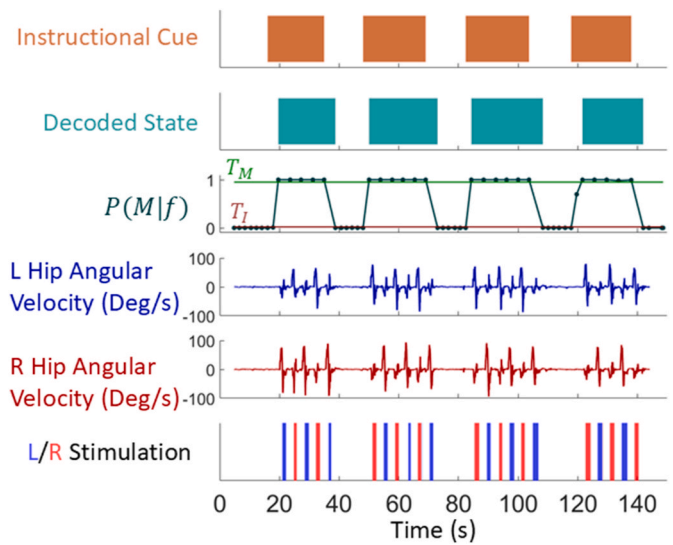 Instructional Cue
Decoded State
T_M
1
P(M|f)
T_I
0
100
L Hip Angular
0
Velocity (Deg/s)
-100
100
R Hip Angular
0
Velocity (Deg/s)
-100
L/R Stimulation
0 20 40 60 80 100 120 140
Time (s)